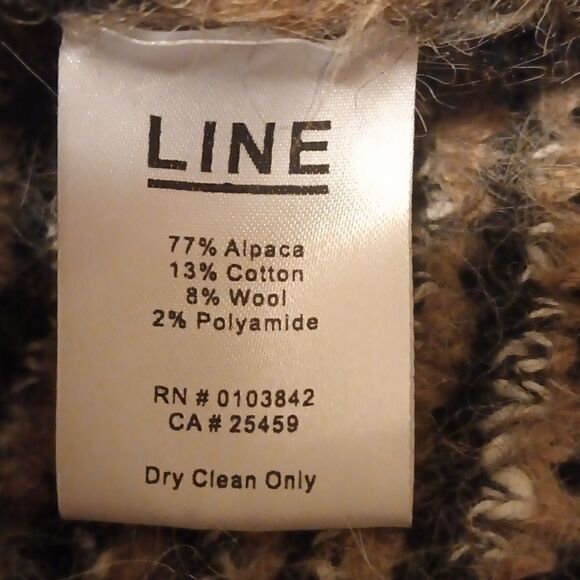 LINE
77% Alpaca
13% Cotton
8% Wool
2% Polyamide
RN # 0103842
CA # 25459
Dry Clean Only